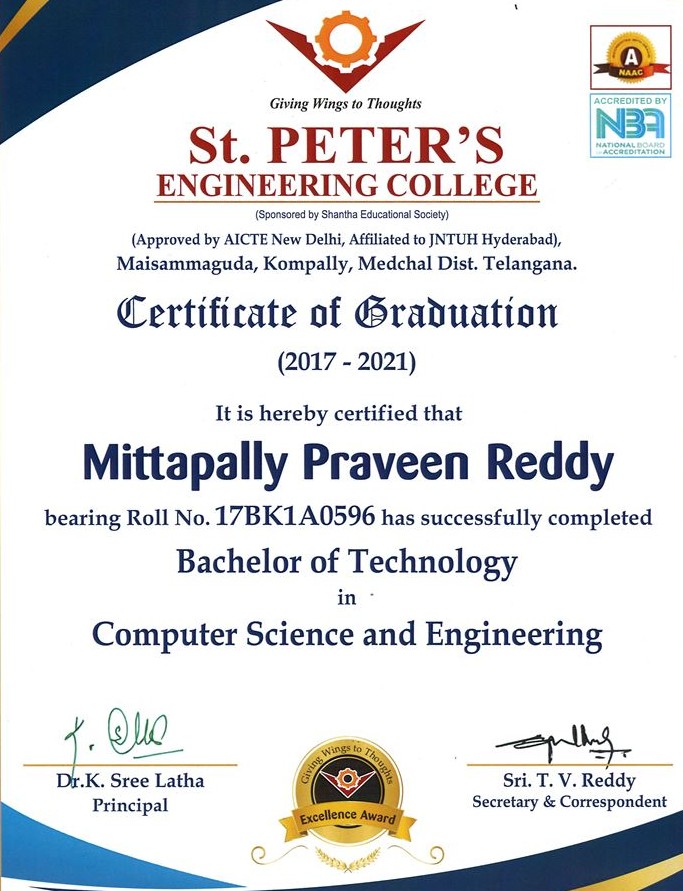 Giving Wings to Thoughts
A
NAAC
ACCREDITED BY
NBA
NATIONAL BOARD
of ACCREDITATION
St. PETER'S
ENGINEERING COLLEGE
(Sponsored by Shantha Educational Society)
(Approved by AICTE New Delhi, Affiliated to JNTUH Hyderabad),
Maisammaguda, Kompally, Medchal Dist. Telangana.
Certificate of Graduation
(2017 - 2021)
It is hereby certified that
Mittapally Praveen Reddy
bearing Roll No. 17BK1A0596 has successfully completed
Bachelor of Technology
in
Computer Science and Engineering
Dr.K. Sree Latha
Principal
Giving Wings to Thoughts
Excellence Award
Sri. T. V. Reddy
Secretary & Correspondent